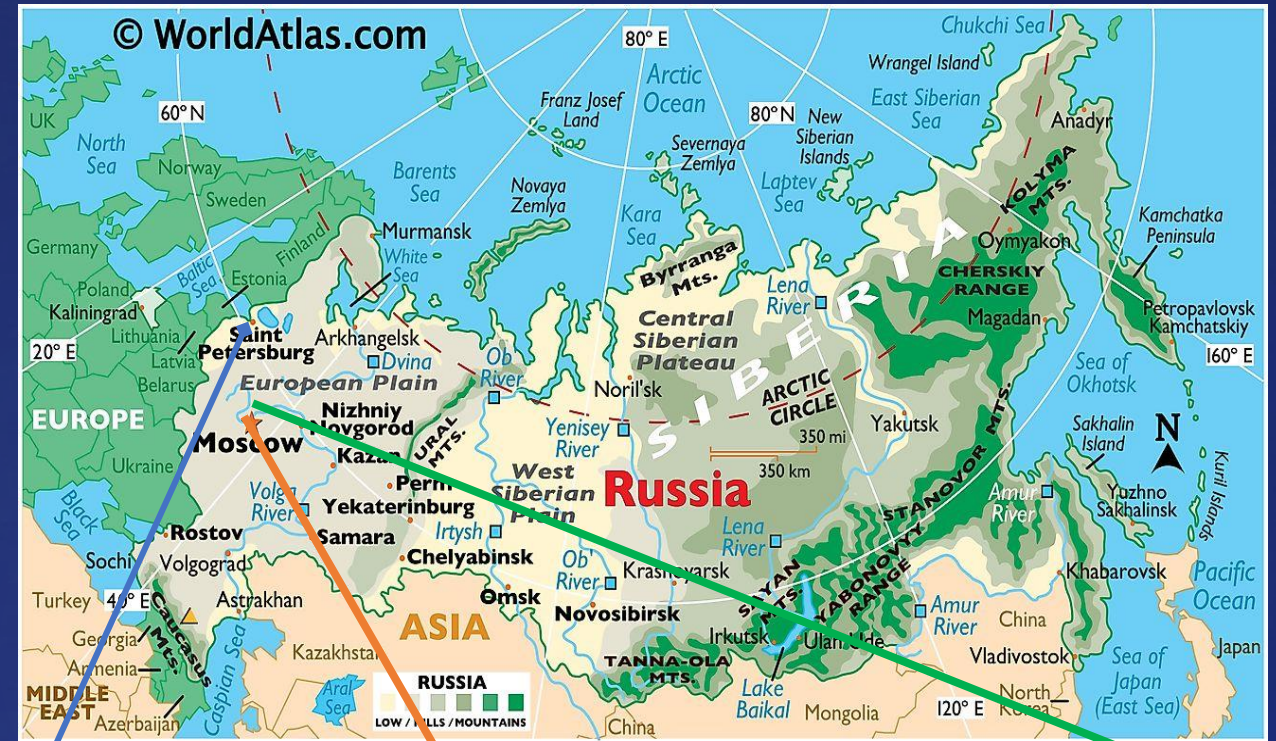 © WorldAtlas.com
80° E
Chukchi Sea
Wrangel Island
Arctic
Ocean
East Siberian
Sea
Franz Josef
Land
60° N
80° N
New
Siberian
Islands
UK
North
Sea
Norway
Sweden
Finland
Barents
Sea
Novaya
Zemlya
Severnaya
Zemlya
Laptev
Sea
Anadyr
KOLYMA
MTS.
Kamchatka
Peninsula
Germany
Murmansk
White
Sea
Kara
Sea
Byrranga
Mts.
Oymyakon
CHERSKIY
RANGE
Baltic
Sea
Estonia
Poland
Kaliningrad
Lithuania
Latvia
Belarus
20° E
Saint
Petersburg
Arkhangelsk
Dvina
European Plain
Ob
River
Central
Siberian
Plateau
Lena
River
SIBERIA
Magadan
Petropavlovsk
Kamchatskiy
160° E
Sea of
Okhotsk
EUROPE
Nizhniy
Novgorod
Moscow
Kazan
URAL
MTS.
Noril'sk
ARCTIC
CIRCLE
Yenisey
River
350 mi
350 km
Yakutsk
Sakhalin
Island
N
Ukraine
Perm
Yekaterinburg
Volga
River
West
Siberian
Plain
Russia
STANOVOY MTS.
Amur
River
Yuzhno
Sakhalinsk
Kuril Islands
Black
Sea
Rostov
Samara
Irtysh
Lena
River
Sochi
Volgograd
Chelyabinsk
Ob'
River
Krasnoyarsk
SAYAN
MTS.
YABONOVYY
RANGE
Khabarovsk
Pacific
Ocean
Turkey
40° E
Astrakhan
Omsk
Novosibirsk
Amur
River
China
Georgia
Caucasus
Mts.
ASIA
Irkutsk
Ulan Ude
Vladivostok
Sea of
Japan
(East Sea)
Japan
Armenia
Kazakhstan
TANNA-OLA
MTS.
MIDDLE
EAST
Azerbaijan
Caspian Sea
Aral
Sea
RUSSIA
LOW / HILLS / MOUNTAINS
Lake
Baikal
Mongolia
120° E
North
Korea
China